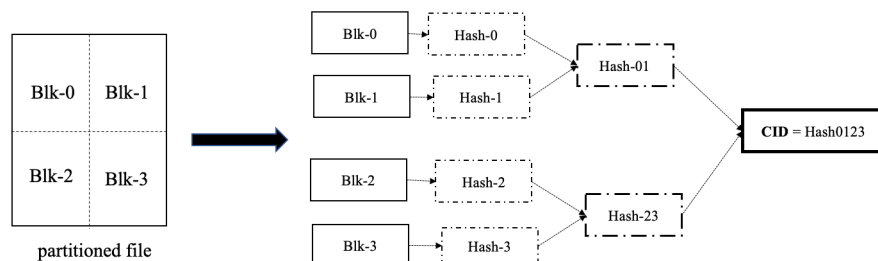 Blk-0 Blk-1
Blk-2 Blk-3
partitioned file
Blk-0 Hash-0
Blk-1 Hash-1
Hash-01
Blk-2 Hash-2
Blk-3 Hash-3
Hash-23
CID = Hash0123